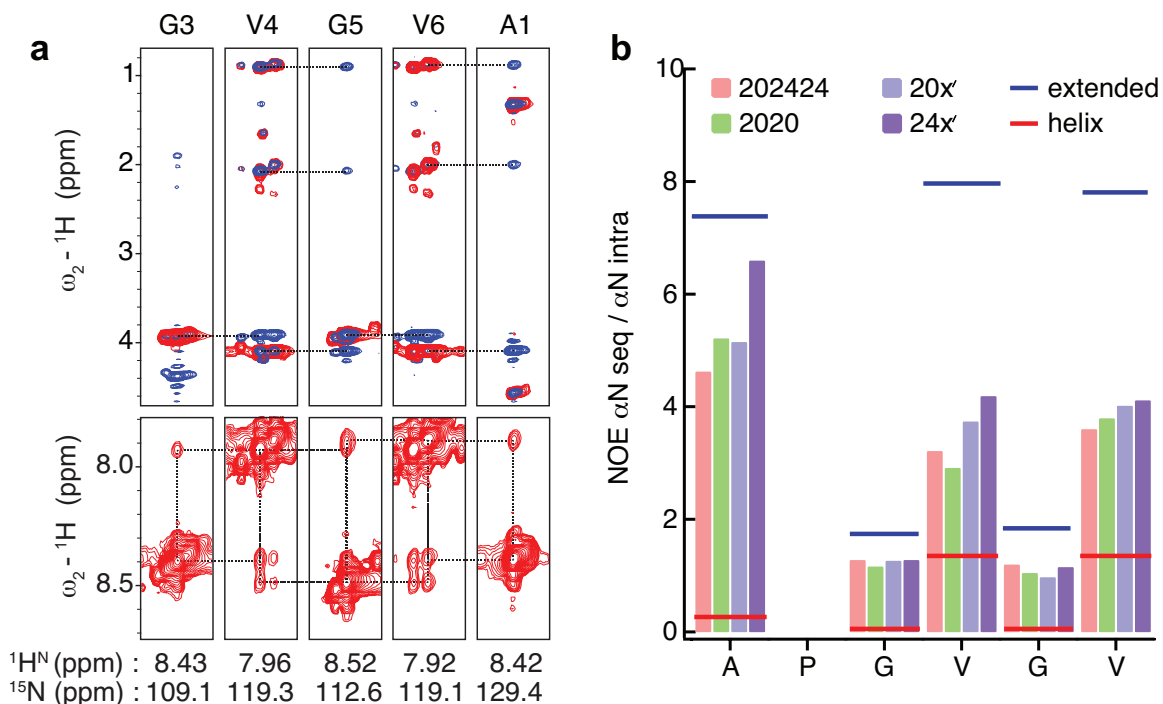 a
G3 V4 G5 V6 A1
1
2
3
4
ω2 - 1H (ppm)
8.0
8.5
ω2 - 1H (ppm)
1HN (ppm) : 8.43 7.96 8.52 7.92 8.42
15N (ppm) : 109.1 119.3 112.6 119.1 129.4
b
10
8
6
4
2
0
NOE αN seq / αN intra
202424 20x′ extended
2020 24x′ helix
A P G V G V